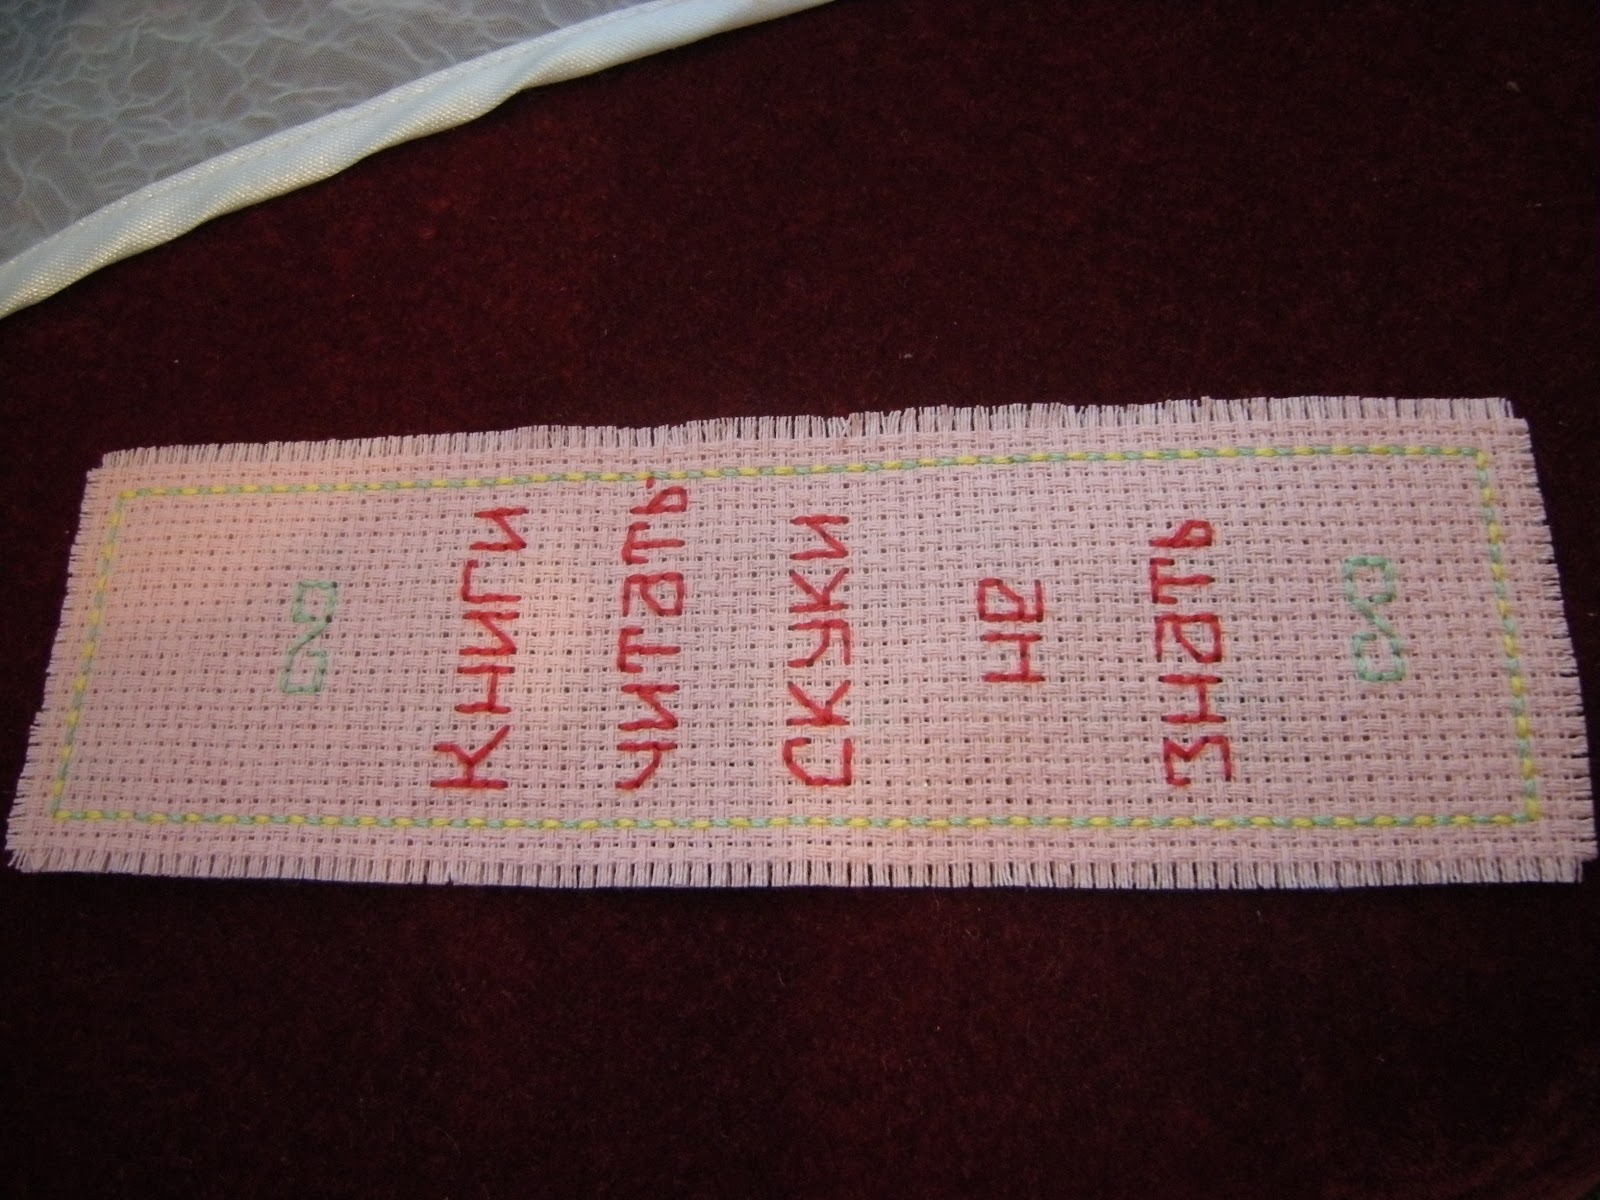 Книги
читать
скуки
не
знать